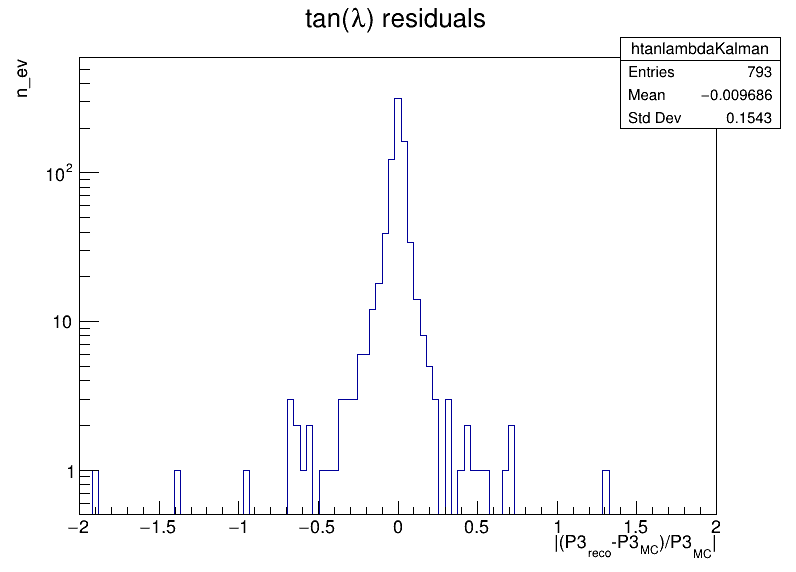 tan(λ) residuals
htanlambdaKalman
Entries 793
Mean −0.009686
Std Dev 0.1543
n_ev
10²
10
1
−2 −1.5 −1 −0.5 0 0.5 1 1.5 2
|(P3reco-P3MC)/P3MC|